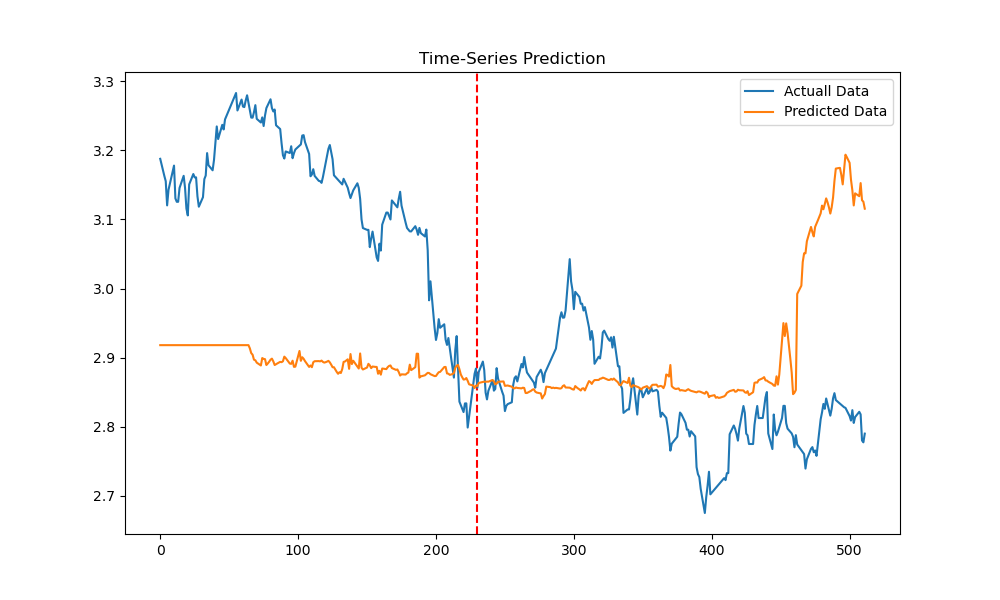 Time-Series Prediction
Actuall Data
Predicted Data
3.3
3.2
3.1
3.0
2.9
2.8
2.7
0 100 200 300 400 500